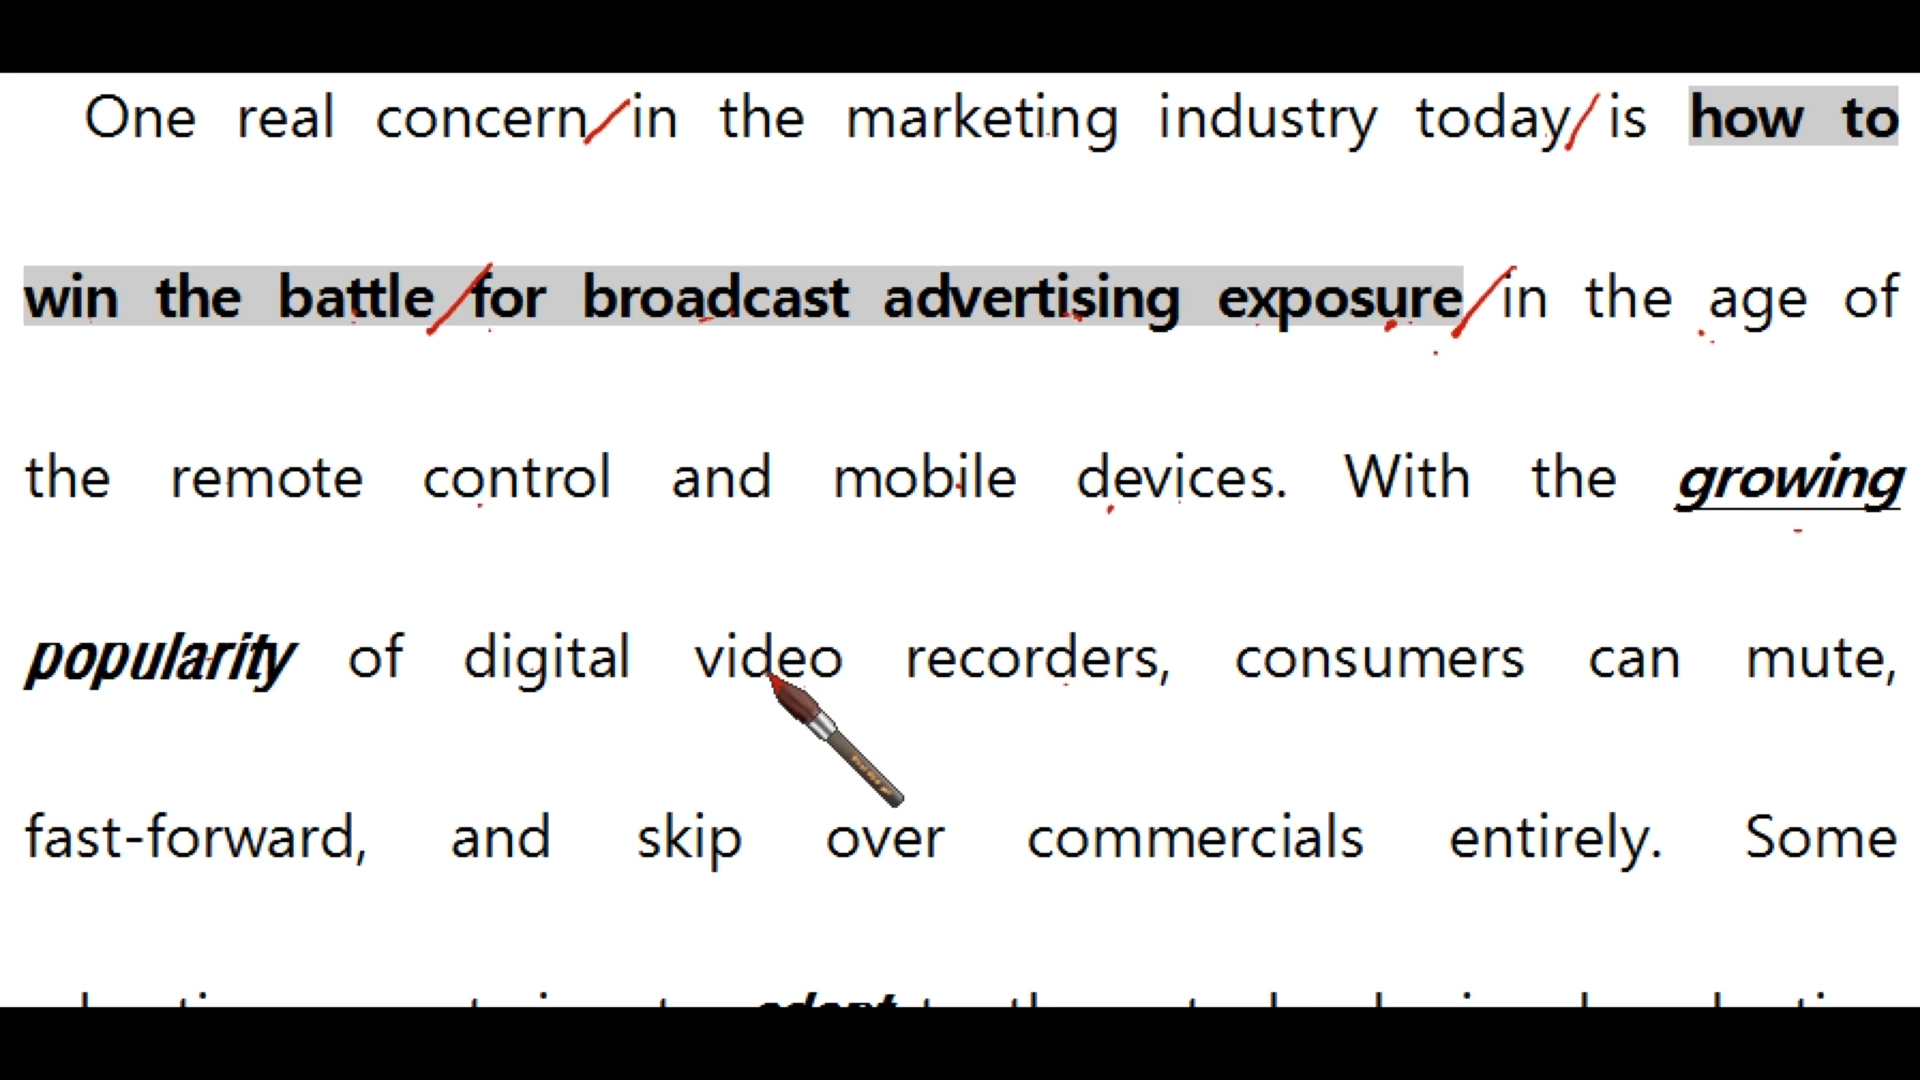 One real concern in the marketing industry today is how to
win the battle for broadcast advertising exposure in the age of
the remote control and mobile devices. With the growing
popularity of digital video recorders, consumers can mute,
fast-forward, and skip over commercials entirely. Some